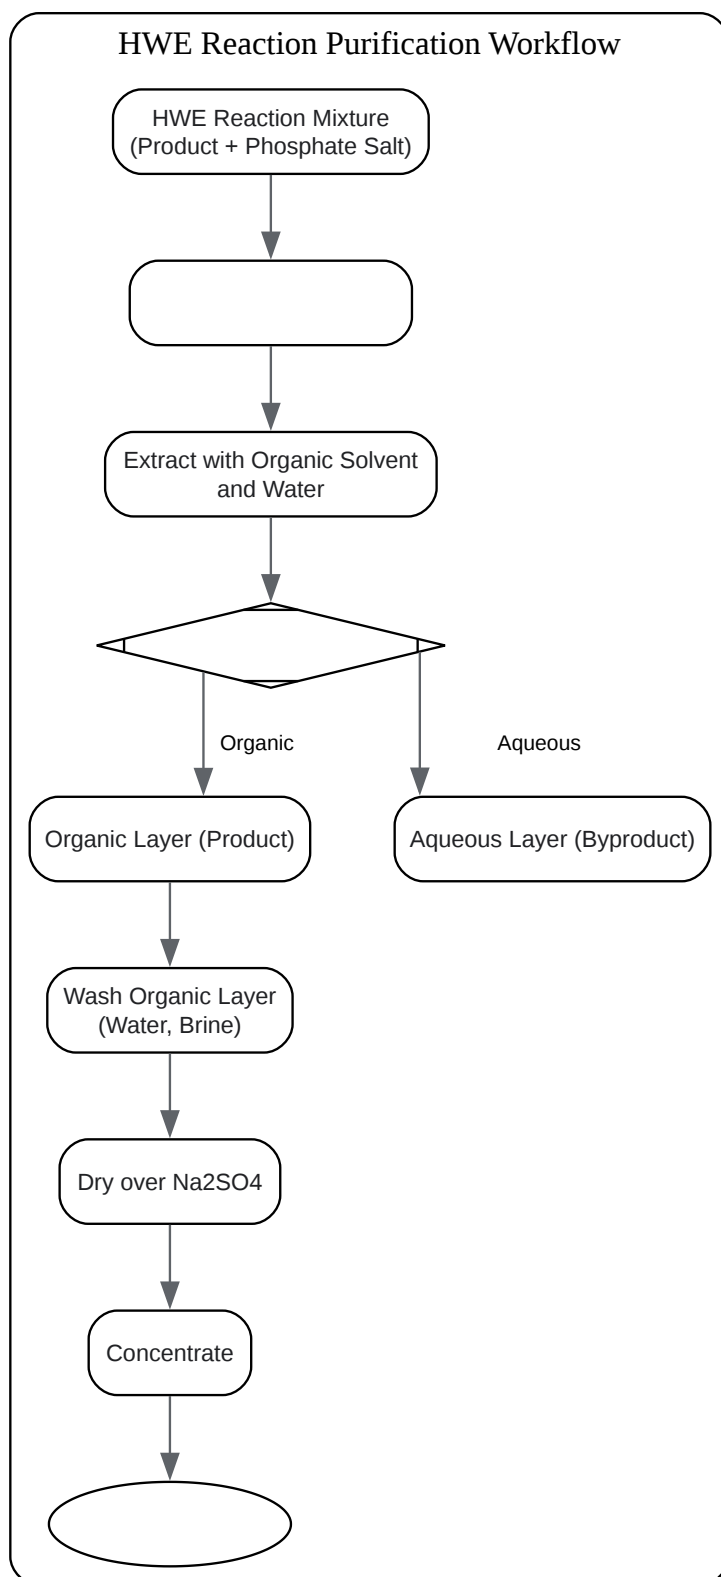 HWE Reaction Purification Workflow
HWE Reaction Mixture
(Product + Phosphate Salt)
Extract with Organic Solvent
and Water
Organic
Aqueous
Organic Layer (Product)
Aqueous Layer (Byproduct)
Wash Organic Layer
(Water, Brine)
Dry over Na2SO4
Concentrate